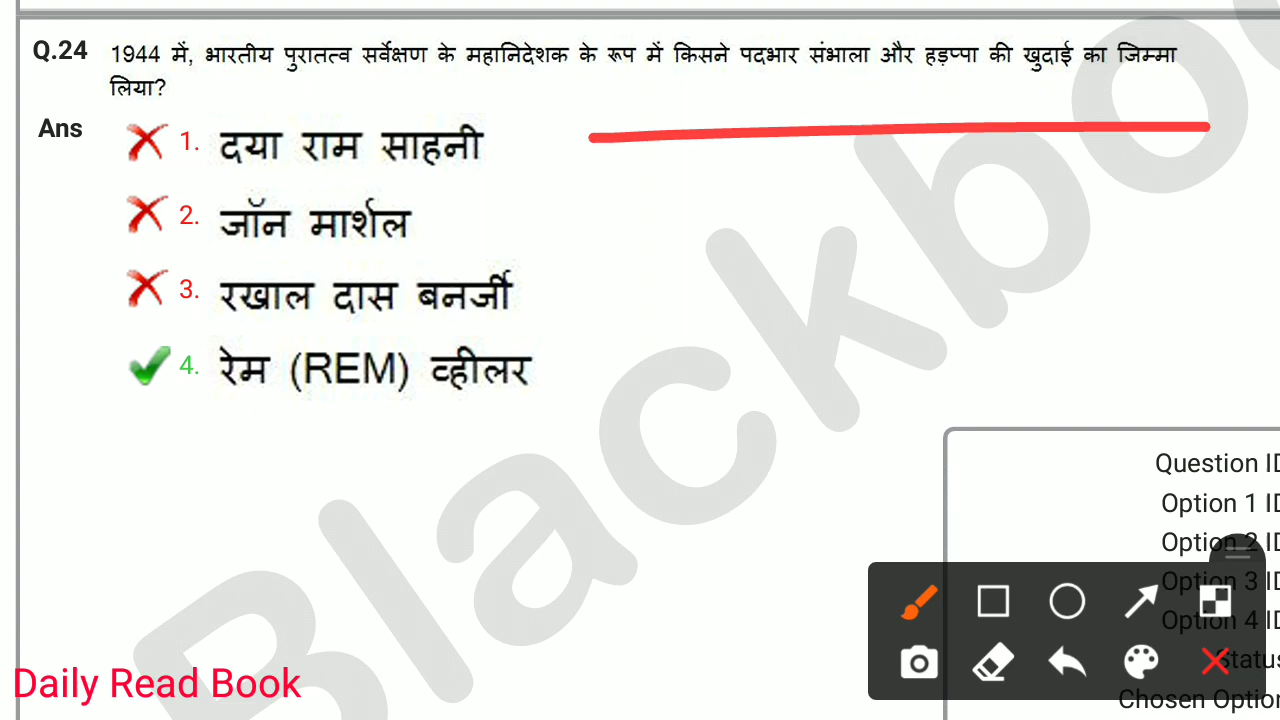 Q.24 1944 में, भारतीय पुरातत्व सर्वेक्षण के महानिदेशक के रूप में किसने पदभार संभाला और हड़प्पा की खुदाई का जिम्मा
लिया?
Ans
1. दया राम साहनी
2. जॉन मार्शल
3. रखाल दास बनर्जी
4. रेम (REM) व्हीलर
Blackboo
Question ID
Option 1 ID
Option 2 ID
Option 3 ID
Option 4 ID
Status
Chosen Option
Daily Read Book